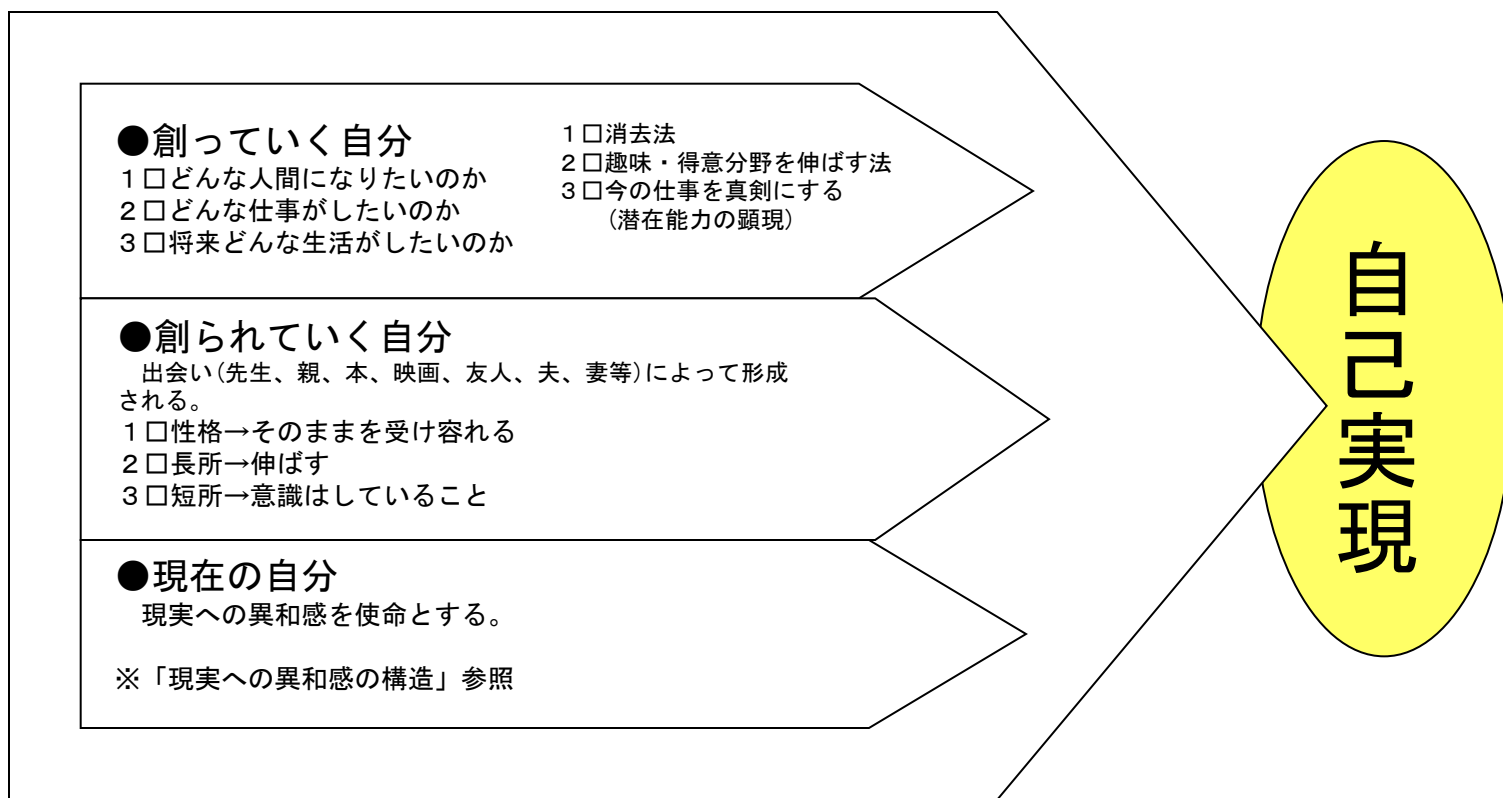 ●創っていく自分
1□どんな人間になりたいのか
2□どんな仕事がしたいのか
3□将来どんな生活がしたいのか
1□消去法
2□趣味・得意分野を伸ばす法
3□今の仕事を真剣にする
(潜在能力の顕現)
●創られていく自分
出会い(先生、親、本、映画、友人、夫、妻等)によって形成
される。
1□性格→そのままを受け容れる
2□長所→伸ばす
3□短所→意識はしていること
●現在の自分
現実への異和感を使命とする。
※「現実への異和感の構造」参照
自己実現